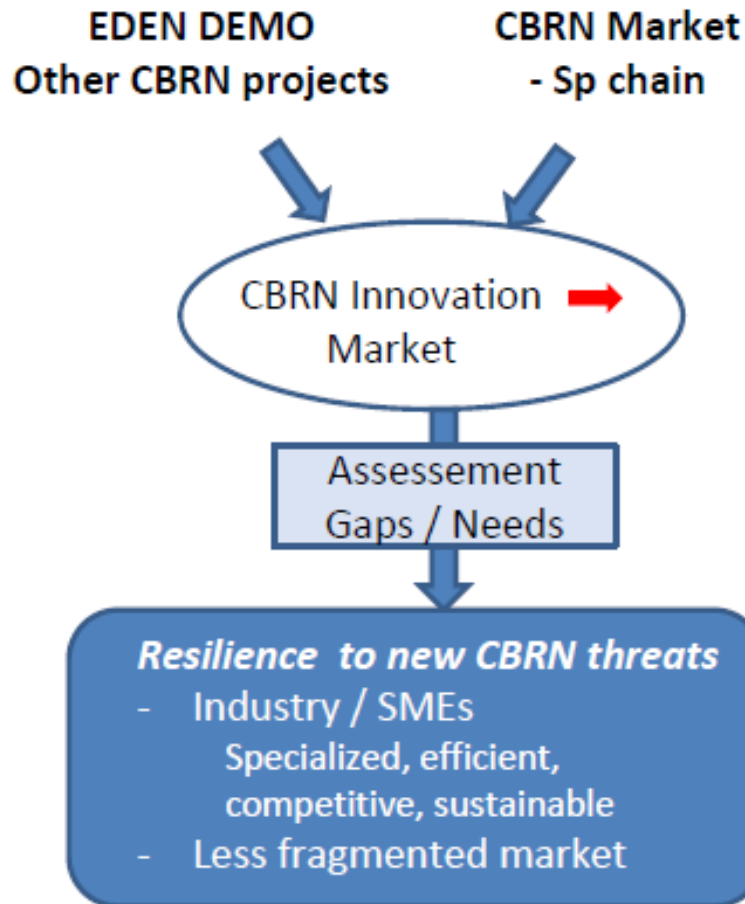 EDEN DEMO
Other CBRN projects
CBRN Market
- Sp chain
CBRN Innovation
Market
Assessement
Gaps / Needs
Resilience to new CBRN threats
- Industry / SMEs
Specialized, efficient,
competitive, sustainable
- Less fragmented market